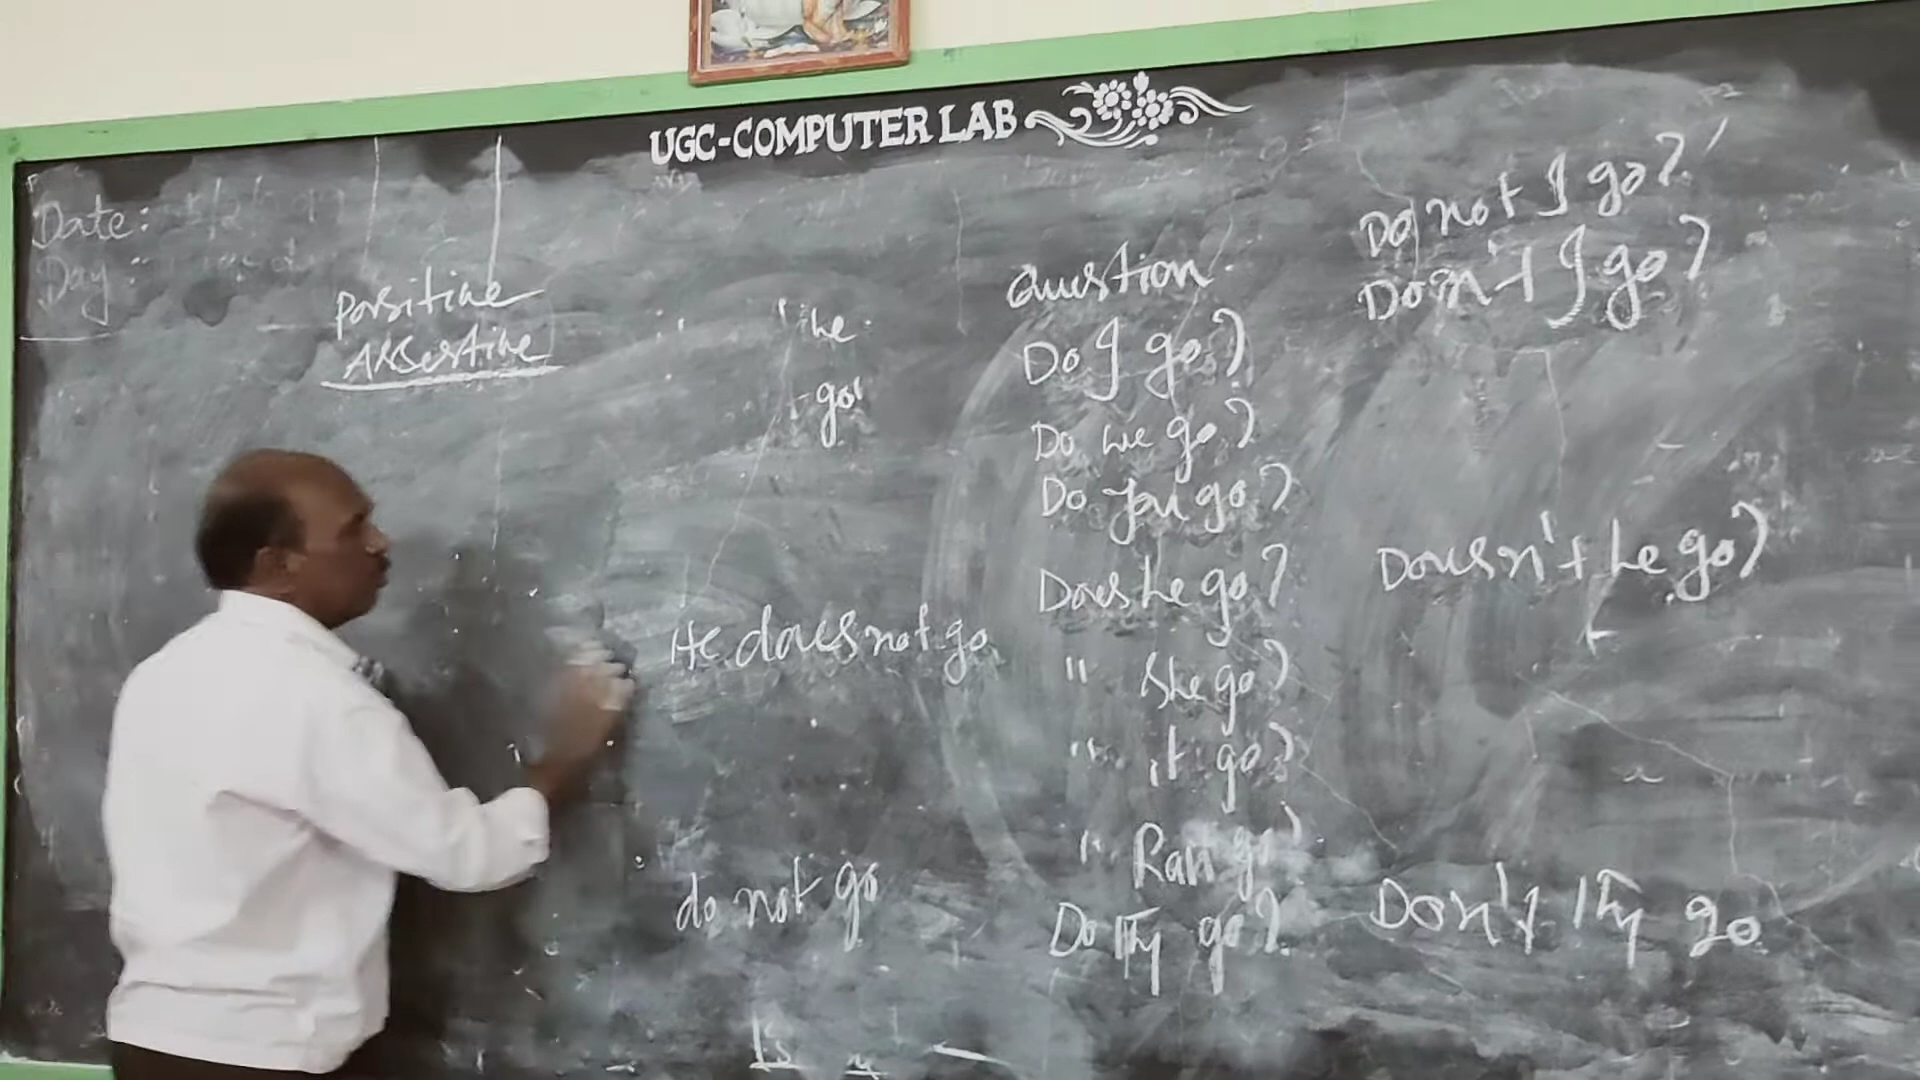 UGC-COMPUTER LAB
Date:
Day:
Positive
Assertive
he
go
He does not go
do not go
Is
Question
Do I go?
Do we go?
Do you go?
Does he go?
" She go?
" it go?
" Ram go?
Do they go?
Do not I go?
Don't I go?
Doesn't he go?
Don't they go